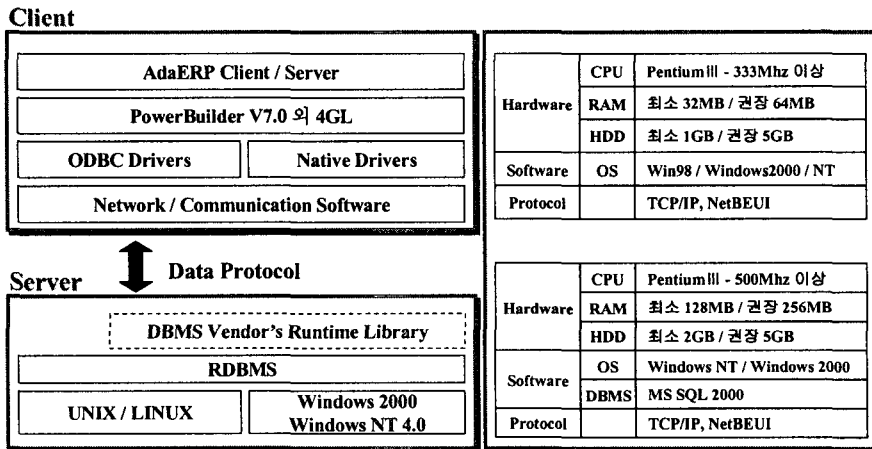 Client
AdaERP Client / Server
PowerBuilder V7.0 외 4GL
ODBC Drivers
Native Drivers
Network / Communication Software
Data Protocol
Server
DBMS Vendor's Runtime Library
RDBMS
UNIX / LINUX
Windows 2000
Windows NT 4.0
Hardware CPU PentiumⅢ - 333Mhz 이상
RAM 최소 32MB / 권장 64MB
HDD 최소 1GB / 권장 5GB
Software OS Win98 / Windows2000 / NT
Protocol TCP/IP, NetBEUI
Hardware CPU PentiumⅢ - 500Mhz 이상
RAM 최소 128MB / 권장 256MB
HDD 최소 2GB / 권장 5GB
Software OS Windows NT / Windows 2000
DBMS MS SQL 2000
Protocol TCP/IP, NetBEUI